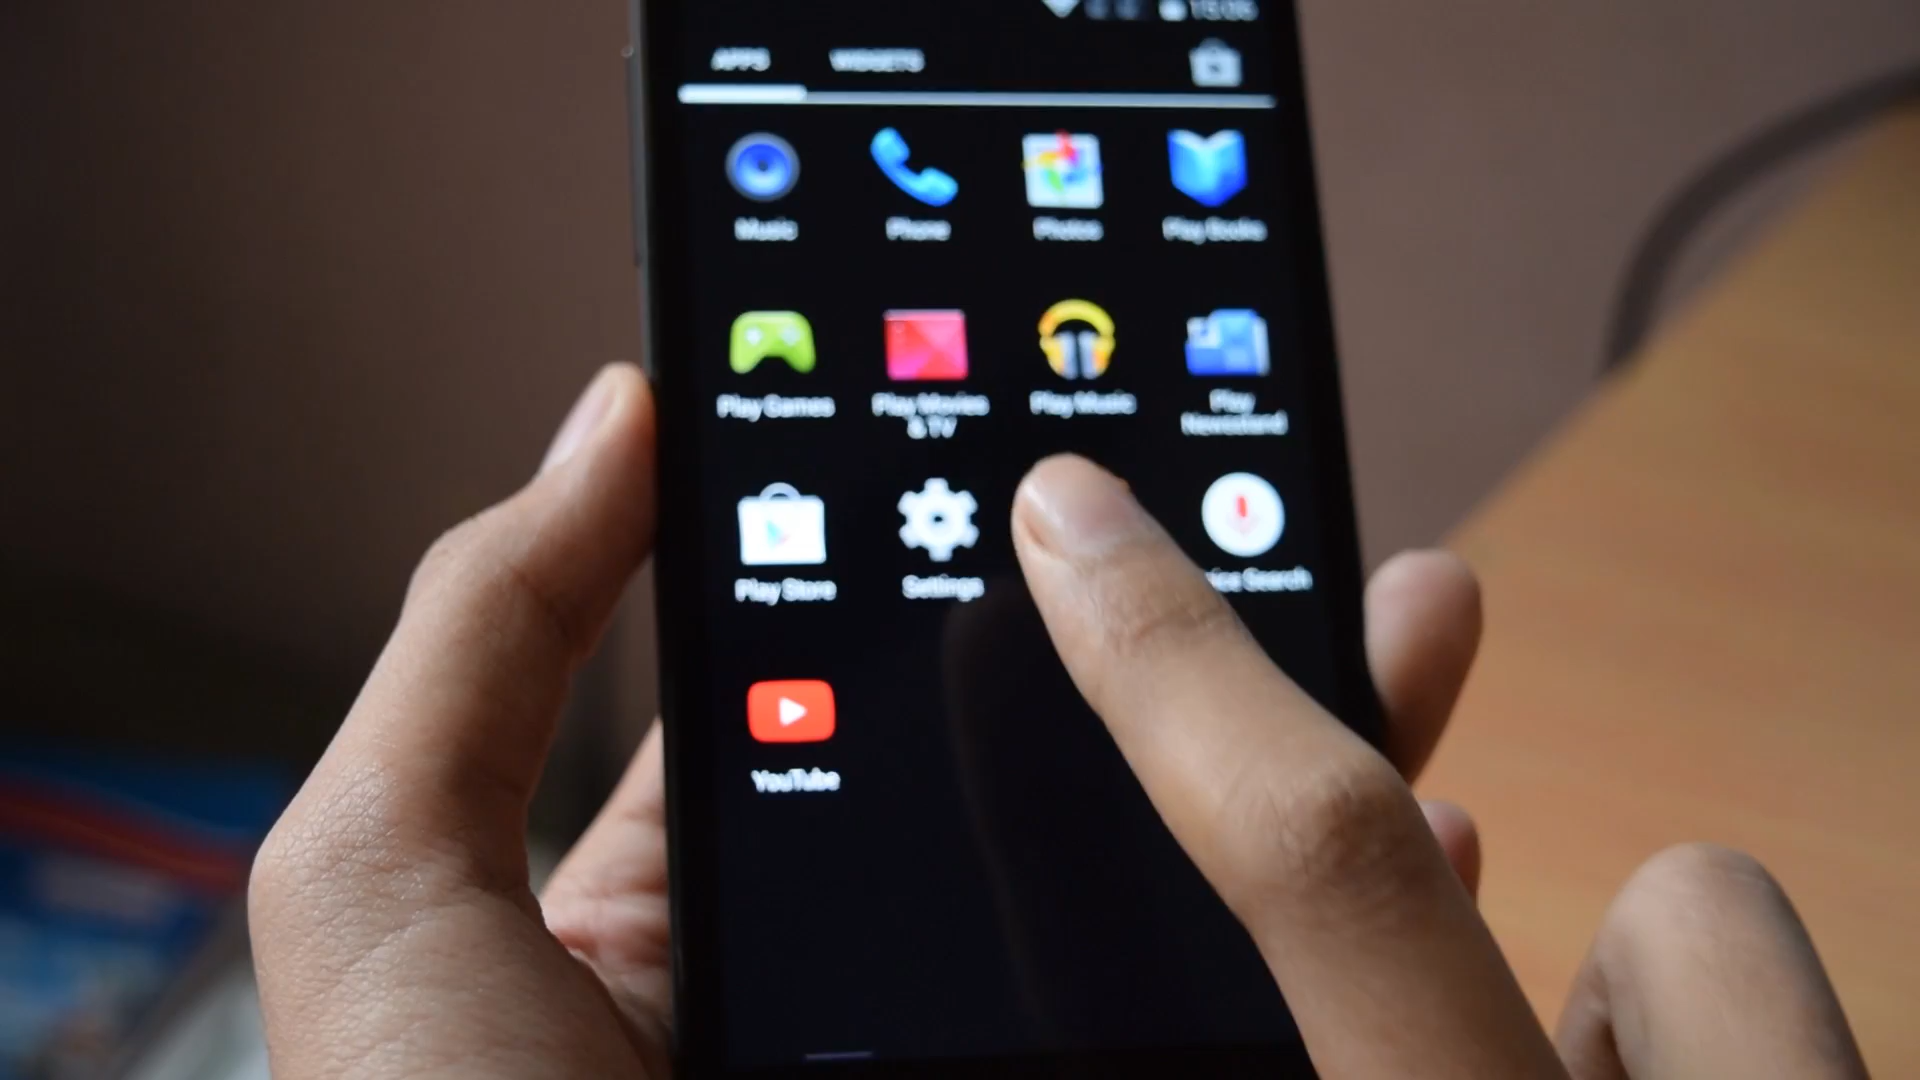 APPS WIDGETS
Music Phone Photos Play Books
Play Games Play Movies Play Music Play
& TV Newsstand
Play Store Settings Search
YouTube